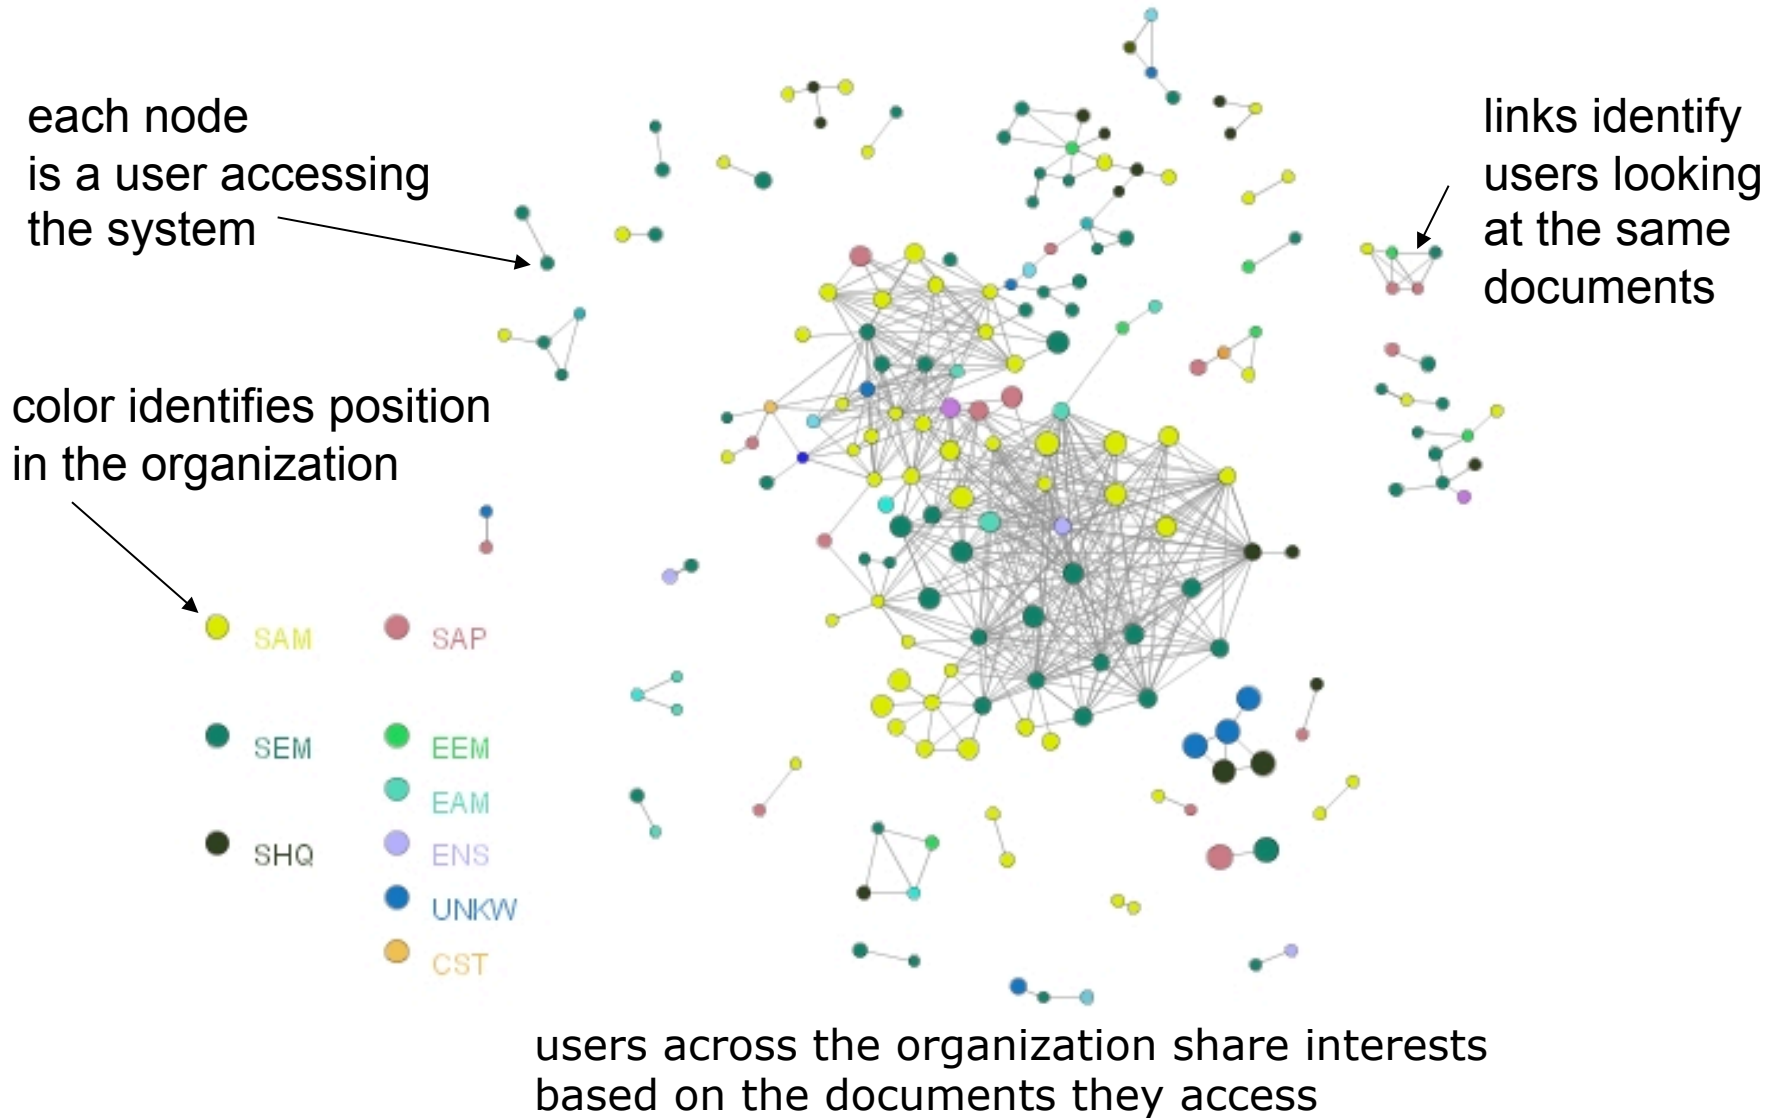 each node
is a user accessing
the system
links identify
users looking
at the same
documents
color identifies position
in the organization
SAM
SAP
SEM
EEM
EAM
SHQ
ENS
UNKW
CST
users across the organization share interests
based on the documents they access